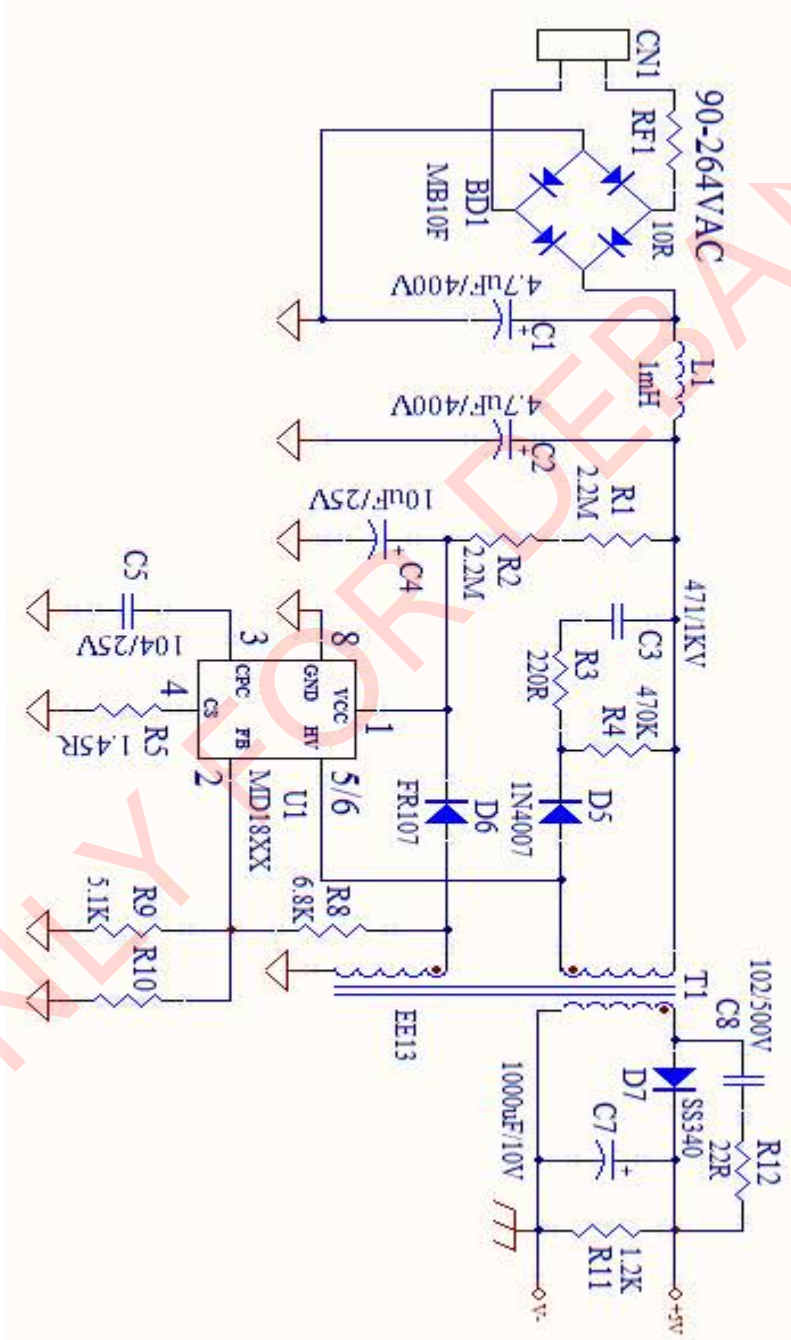 CN1
90-264VAC
RF1
10R
BD1
MB10F
4.7uF/400V
C1
L1
1mH
4.7uF/400V
C2
10uF/25V
C4
R1
2.2M
R2
2.2M
471/1KV
C3
R3
220R
R4
470K
D5
1N4007
D6
FR107
C5
104/25V
3
8
4
1
2
5/6
GND
VCC
CPC
CS
FB
HV
U1
MD18XX
R5
1.45R
R8
6.8K
R9
5.1K
R10
T1
EE13
102/500V
C8
D7
SS340
R12
22R
C7
1000uF/10V
R11
1.2K
V-
+5V
ONLY FOR DEBA